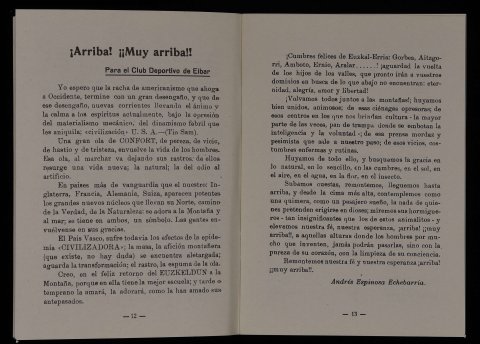 ¡Arriba! ¡¡Muy arriba!!
Para el Club Deportivo de Eibar
Yo espero que la racha de americanismo que ahoga
a Occidente, termine con un gran desengaño, y que de
ese desengaño, nuevas corrientes llevarán el ánimo y
la calma a los espíritus actualmente, bajo la opresión
del materialismo mecánico, del dinamismo fabril que
les aniquila: «civilización» U. S. A.—(Tio Sam).
Una gran ola de CONFORT, de pereza, de vicio,
de hastío y de tristeza, envuelve la vida de los hombres.
Esa ola, al marchar va dejando sus rastros: de ellos
resurge una vida nueva; la natural; la del odio al
artificio.
En países más de vanguardia que el nuestro: In-
glaterra, Francia, Alemania, Suiza, aparecen potentes
los grandes nuevos núcleos que llevan su Norte, camino
de la Verdad, de la Naturaleza: se adora a la Montaña y
al mar; se tiene en ambos, un símbolo. Las gentes en-
vuélvense en sus gracias.
El País Vasco, sufre todavía los efectos de la epide-
mia «CIVILIZADORA»; la masa, la afición montañera
(que existe, no hay duda) se encuentra aletargada;
aguarda la transformación; el rastro, la espuma de la ola.
Creo, en el feliz retorno del EUZKELDUN a la
Montaña, porque en ella tiene la mejor escuela; y tarde o
temprano la amará, la adorará, como la han amado sus
antepasados.
— 12 —
¡Cumbres felices de Euzkal-Erria: Gorbea, Aitzgo-
rri, Amboto, Ernio, Aralar......! ¡aguardad la vuelta
de los hijos de los valles, que pronto irán a vuestros
dominios en busca de lo que abajo no encuentran: eter-
nidad, alegría, amor y libertad!
¡Volvamos todos juntos a las montañas!; huyamos
bien unidos, animosos; de esas ciénagas opresoras; de
esos centros en los que nos brindan cultura - la mayor
parte de las veces, pan de trampa donde se embotan la
inteligencia y la voluntad -; de esa prensa mordaz y
pesimista que ade a nuestro paso; de esos vicios, cos-
tumbres enfermas y rutinas.
Huyamos de todo ello, y busquemos la gracia en
lo natural, en lo sencillo, en las cumbres, en el sol, en
el aire, en el agua, en la flor, en el insecto.
Subamos cuestas, remontemos, lleguemos hasta
arriba, y desde la cima más alta, contemplemos como
una quimera, como un pasajero sueño, la nada de quie-
nes pretenden erigirse en dioses; miremos sus hormigue-
ros - tan insignificantes que los de estos animalitos - y
elevemos nuestra fé, nuestra esperanza, ¡arriba! ¡muy
arriba!!, a aquellas alturas donde los hombres por mu-
cho que inventen, jamás podrán pasarlas, sino con la
pureza de su corazón, con la limpieza de su conciencia.
Remontemos nuestra fé y nuestra esperanza ¡arriba!
¡muy arriba!!.
Andrés Espinosa Echebarria.
— 13 —